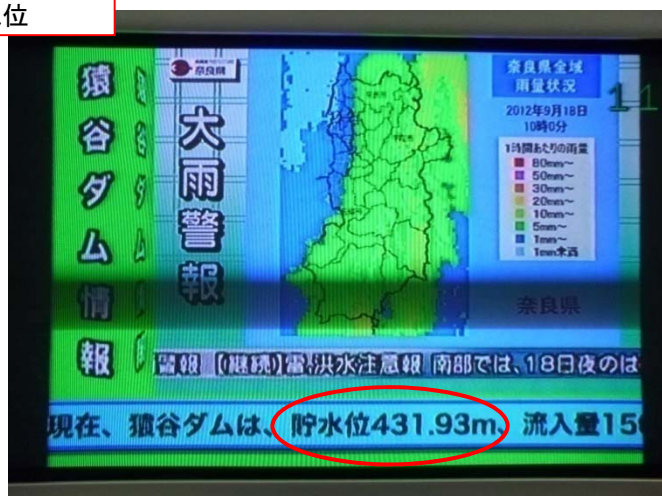 位
猿谷ダム情報
奈良県
大雨警報
奈良県全域
雨量状況
2012年9月18日
10時0分
11
1時間あたりの雨量
80mm~
50mm~
30mm~
20mm~
10mm~
5mm~
1mm~
1mm未満
奈良県
警報 【(継続)雷,洪水注意報 南部では、18日夜のは
現在、猿谷ダムは、貯水位431.93m、流入量150